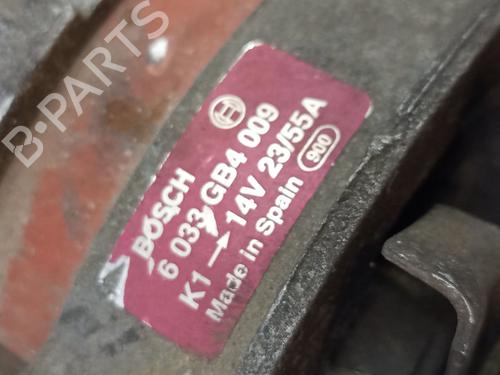 B-PARTS
BOSCH
6 033 GB4 009
K1 → 14V 23/55A
Made in Spain 900